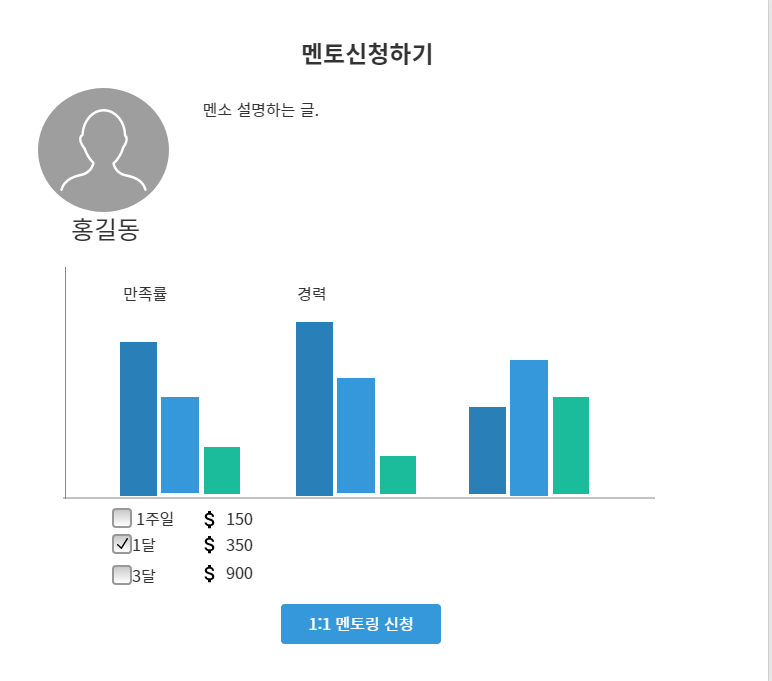 멘토신청하기
멘소 설명하는 글.
홍길동
만족률 경력
1주일 $ 150
1달 $ 350
3달 $ 900
1:1 멘토링 신청